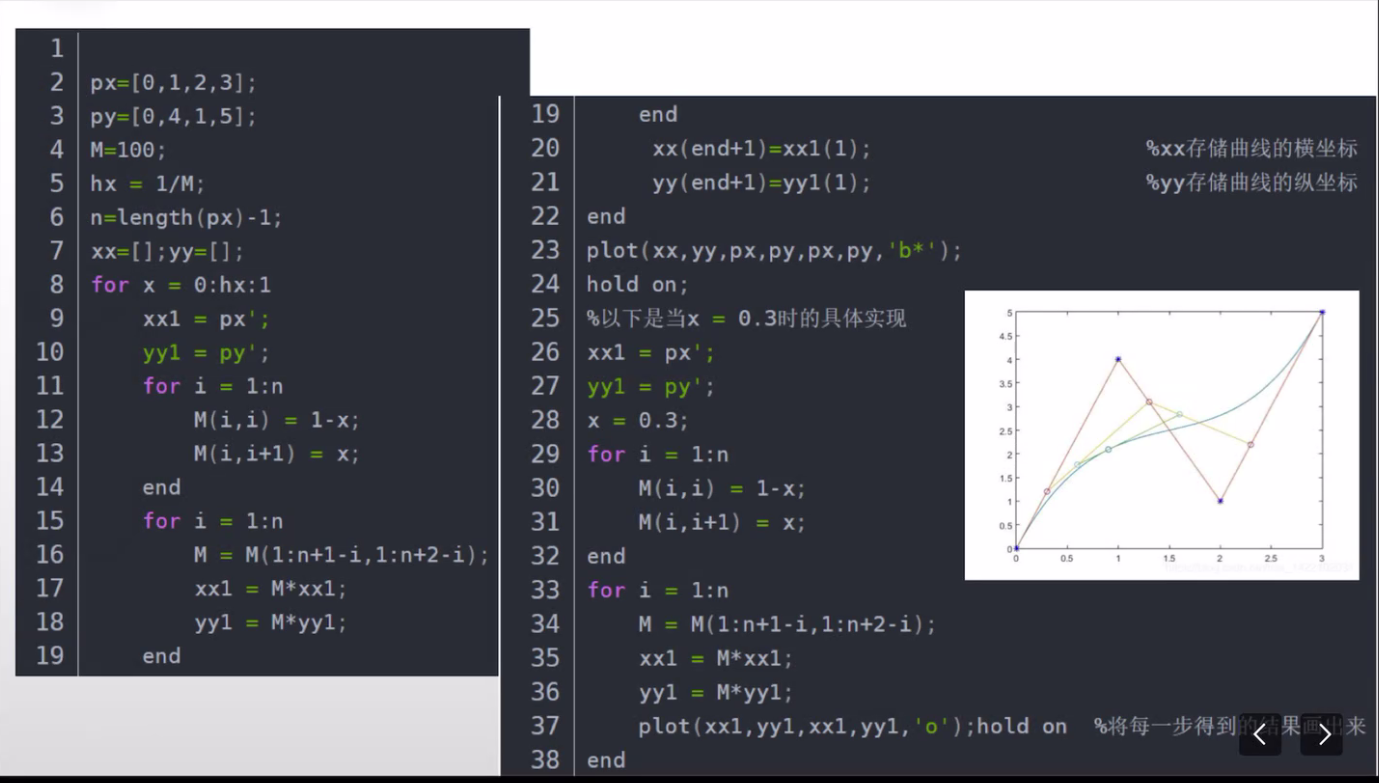 1
2 px=[0,1,2,3];
3 py=[0,4,1,5];
4 M=100;
5 hx = 1/M;
6 n=length(px)-1;
7 xx=[];yy=[];
8 for x = 0:hx:1
9 xx1 = px';
10 yy1 = py';
11 for i = 1:n
12 M(i,i) = 1-x;
13 M(i,i+1) = x;
14 end
15 for i = 1:n
16 M = M(1:n+1-i,1:n+2-i);
17 xx1 = M*xx1;
18 yy1 = M*yy1;
19 end
19 end
20 xx(end+1)=xx1(1); %xx存储曲线的横坐标
21 yy(end+1)=yy1(1); %yy存储曲线的纵坐标
22 end
23 plot(xx,yy,px,py,px,py,'b*');
24 hold on;
25 %以下是当x = 0.3时的具体实现
26 xx1 = px';
27 yy1 = py';
28 x = 0.3;
29 for i = 1:n
30 M(i,i) = 1-x;
31 M(i,i+1) = x;
32 end
33 for i = 1:n
34 M = M(1:n+1-i,1:n+2-i);
35 xx1 = M*xx1;
36 yy1 = M*yy1;
37 plot(xx1,yy1,xx1,yy1,'o');hold on %将每一步得到的结果画出来
38 end
5
4.5
4
3.5
3
2.5
2
1.5
1
0.5
0
0 0.5 1 1.5 2 2.5 3